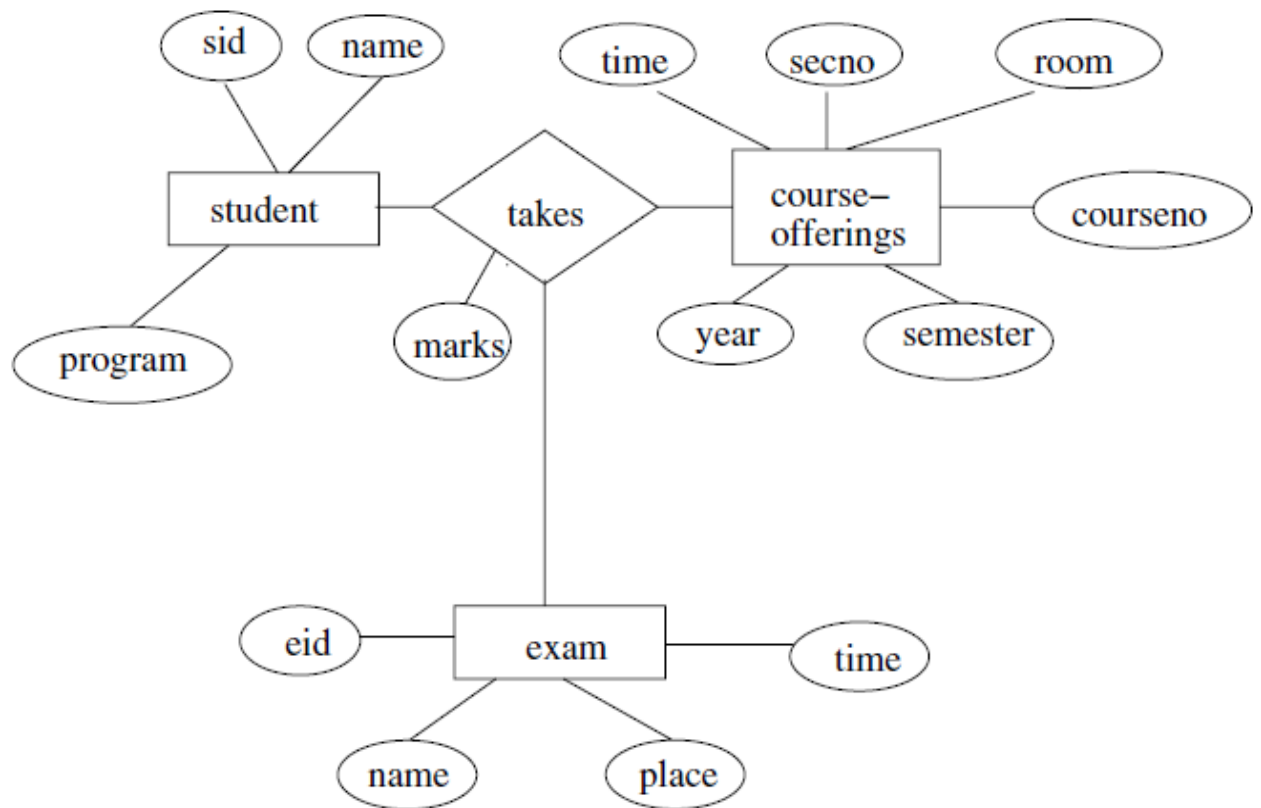 sid
name
time
secno
room
student
takes
course–
offerings
courseno
program
marks
year
semester
eid
exam
time
name
place